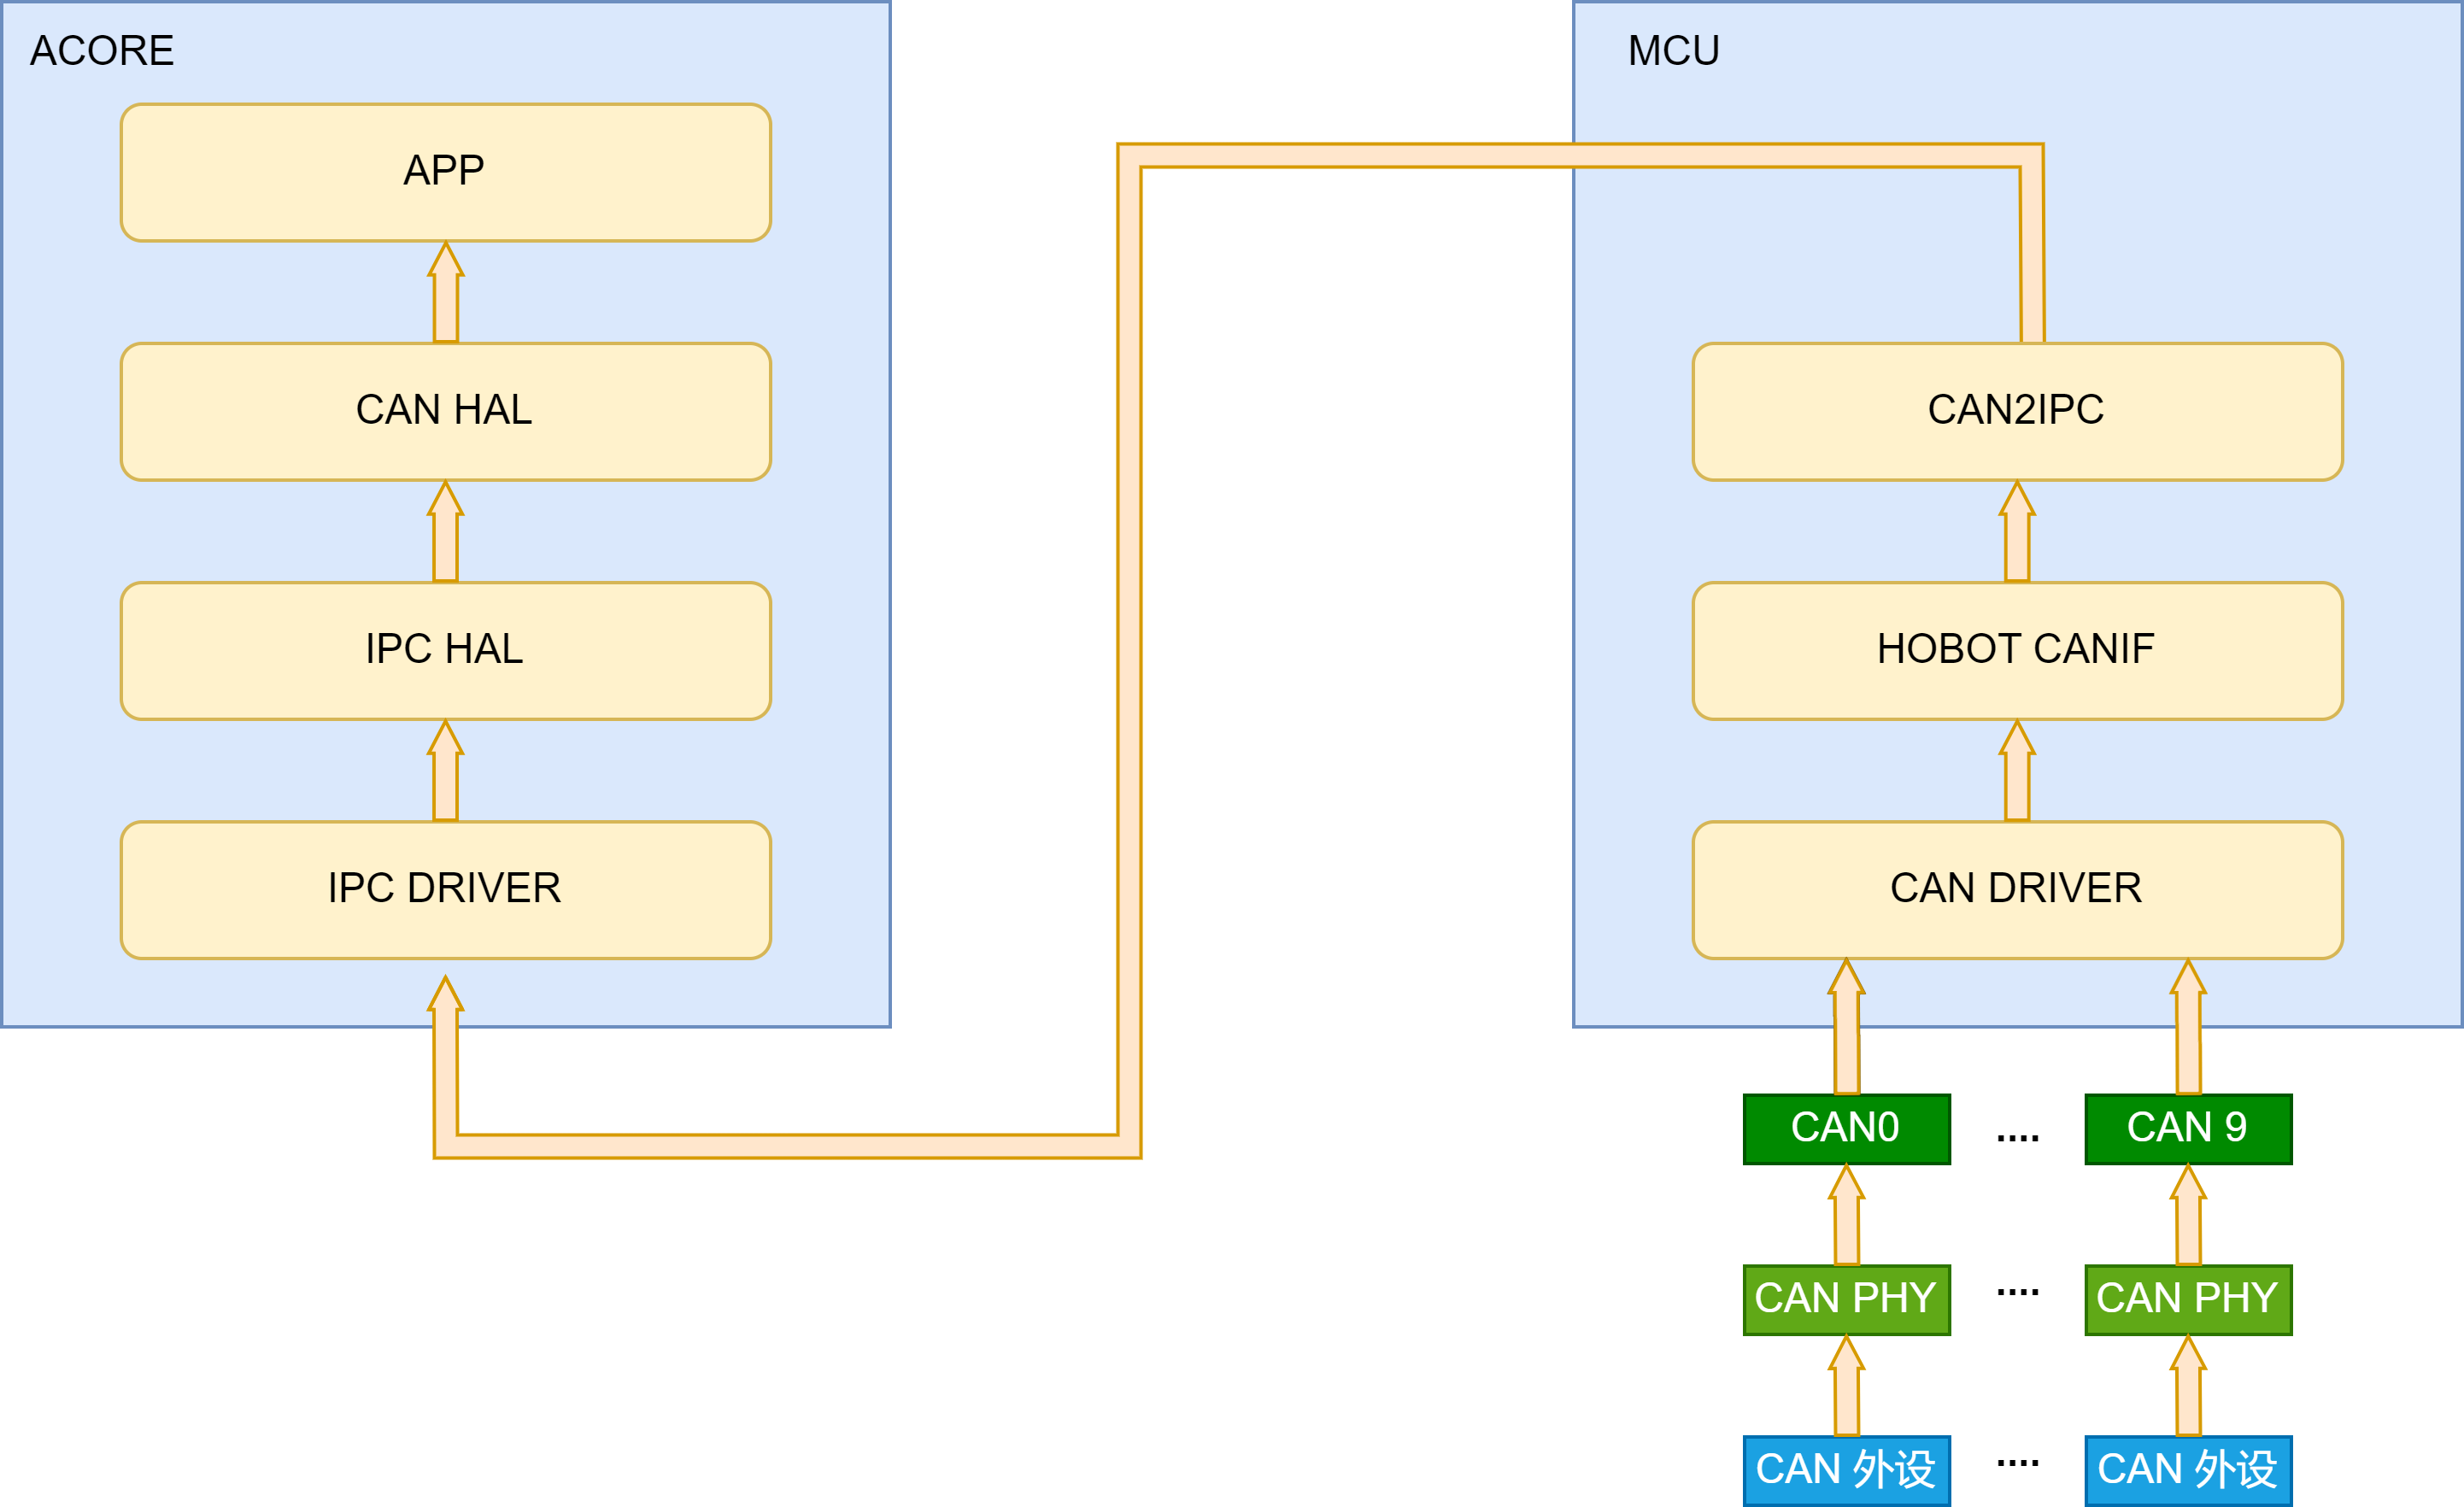 ACORE
APP
CAN HAL
IPC HAL
IPC DRIVER
MCU
CAN2IPC
HOBOT CANIF
CAN DRIVER
CAN0 .... CAN 9
CAN PHY .... CAN PHY
CAN 外设 .... CAN 外设